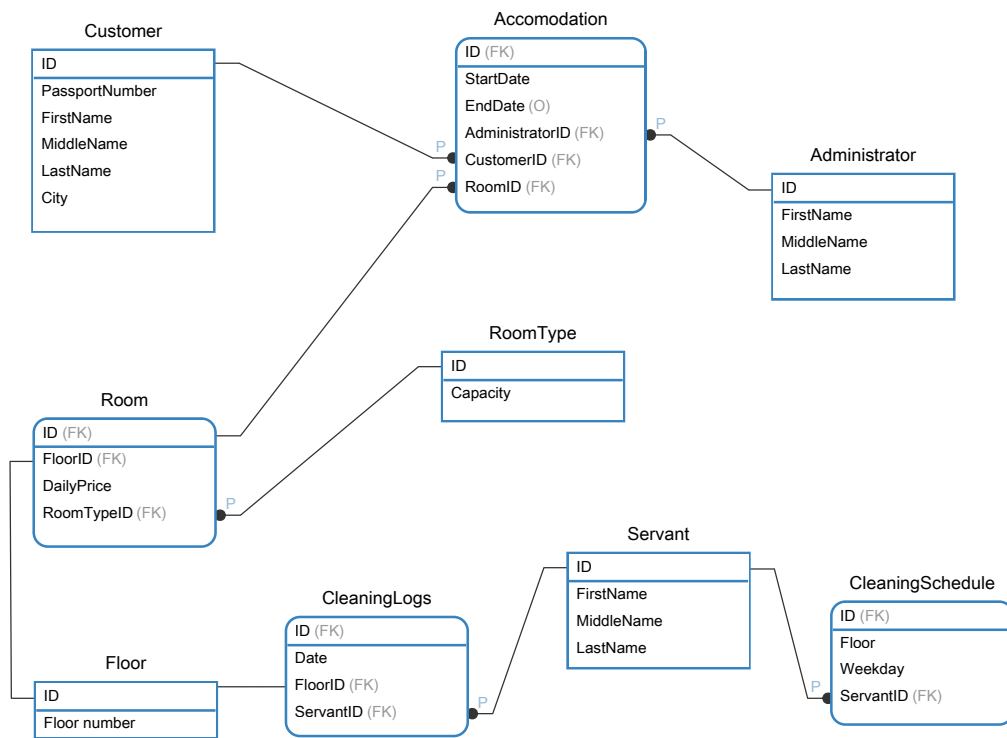 Customer
ID
PassportNumber
FirstName
MiddleName
LastName
City
Accomodation
ID (FK)
StartDate
EndDate (O)
AdministratorID (FK)
CustomerID (FK)
RoomID (FK)
P
P
P
Administrator
ID
FirstName
MiddleName
LastName
RoomType
ID
Capacity
Room
ID (FK)
FloorID (FK)
DailyPrice
RoomTypeID (FK)
P
Servant
ID
FirstName
MiddleName
LastName
CleaningSchedule
ID (FK)
Floor
Weekday
ServantID (FK)
P
CleaningLogs
ID (FK)
Date
FloorID (FK)
ServantID (FK)
P
Floor
ID
Floor number